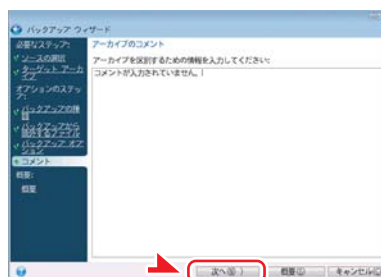 バックアップ ウィザード
必要なステップ:
ソースの選択
ターゲット アーカ
イブ
オプションのステッ
プ:
バックアップの種
類
バックアップから
除外するファイル
バックアップ オプ
ション
コメント
概要:
概要
アーカイブのコメント
アーカイブを区別するための情報を入力してください:
コメントが入力されていません。
次へ(N) 〉
概要(S)
キャンセル(C)